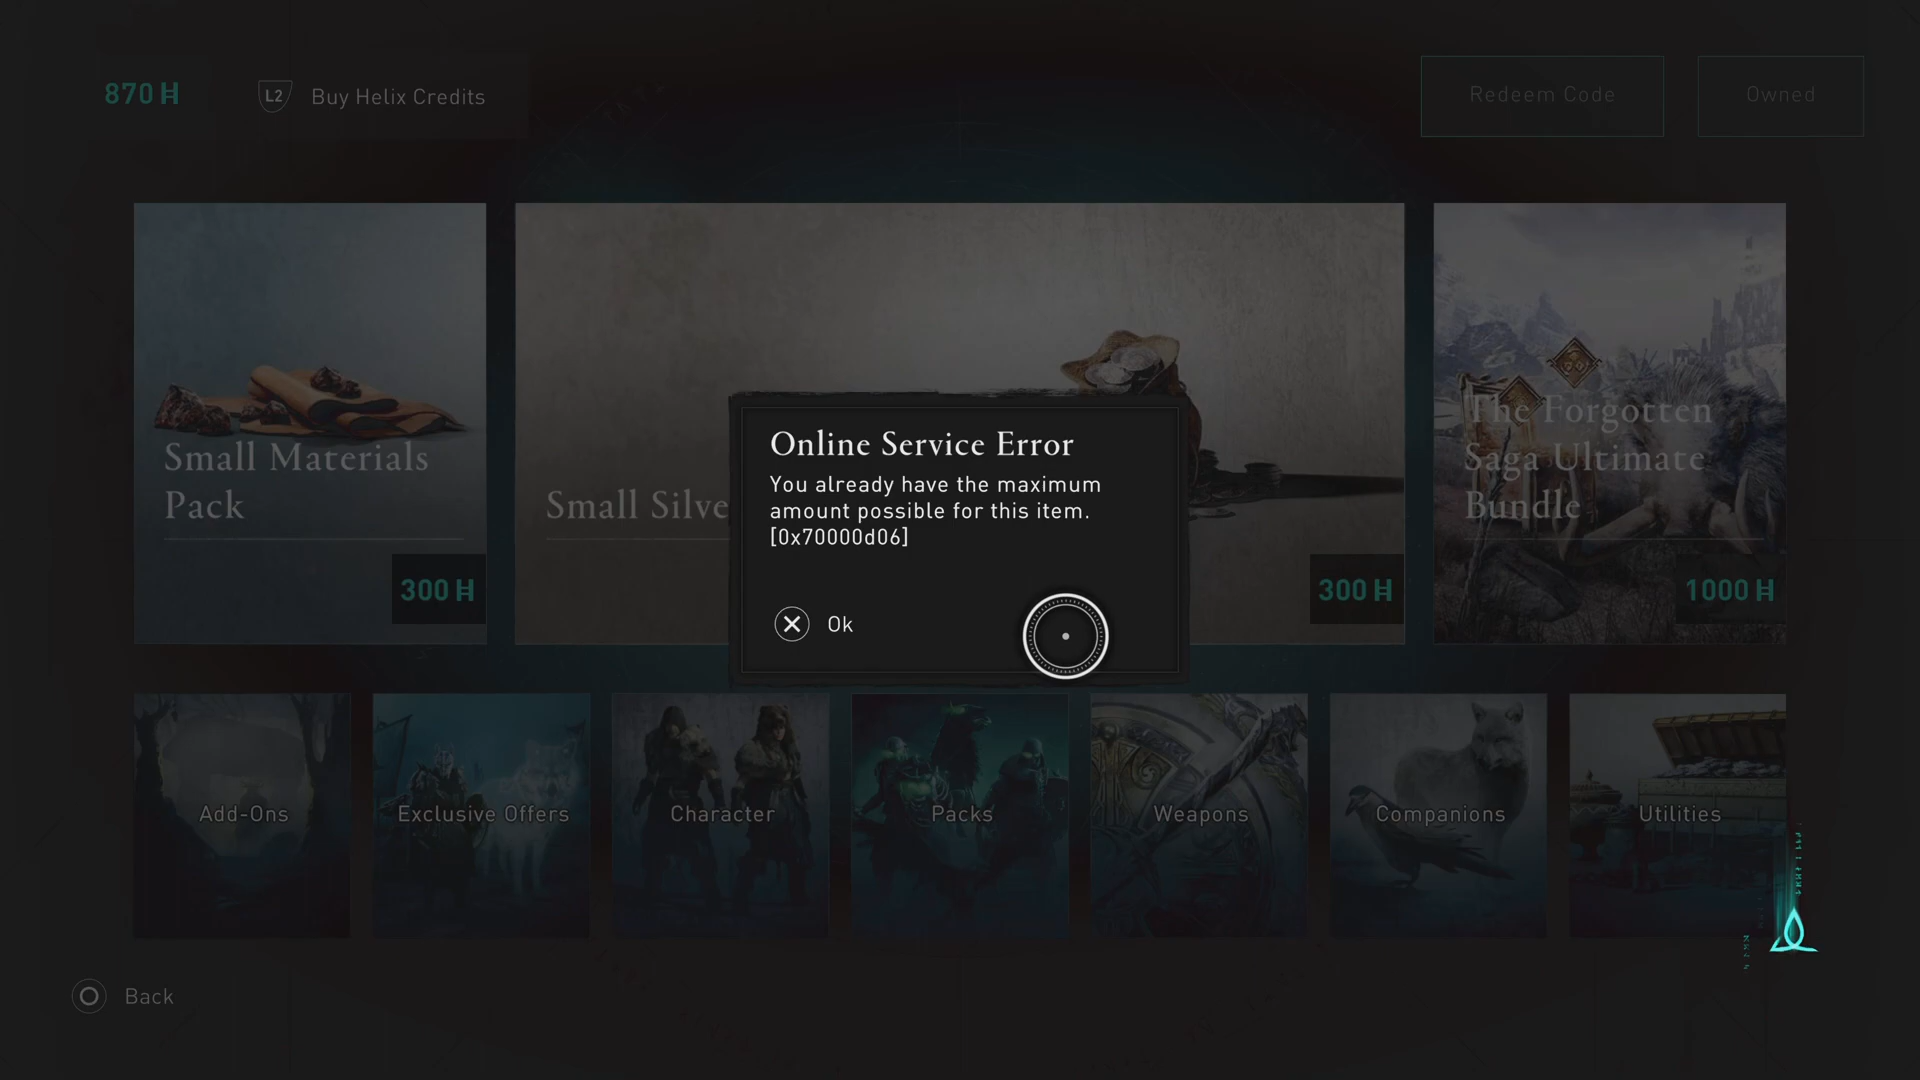 870
L2
Buy Helix Credits
Redeem Code
Owned
Small Materials
Pack
300
Small Silve
300
The Forgotten
Saga Ultimate
Bundle
1000
Online Service Error
You already have the maximum
amount possible for this item.
[0x70000d06]
Ok
Add-Ons
Exclusive Offers
Character
Packs
Weapons
Companions
Utilities
Back